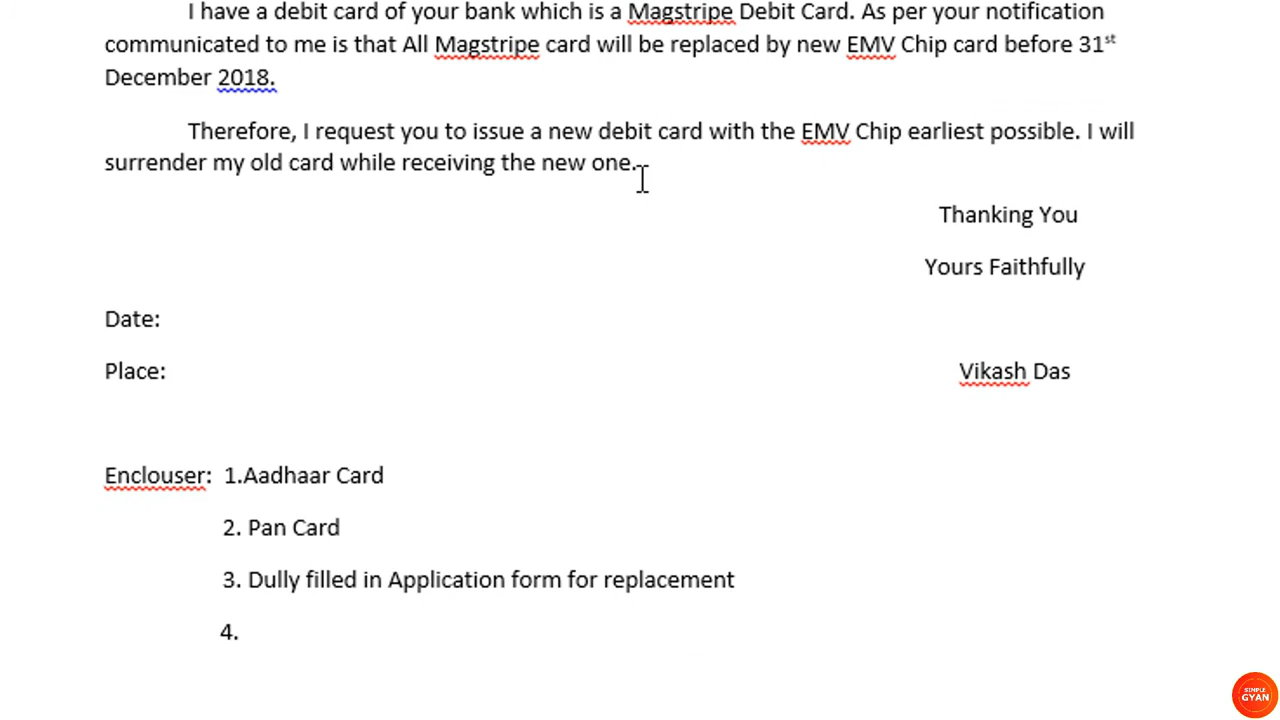 I have a debit card of your bank which is a Magstripe Debit Card. As per your notification
communicated to me is that All Magstripe card will be replaced by new EMV Chip card before 31st
December 2018.
Therefore, I request you to issue a new debit card with the EMV Chip earliest possible. I will
surrender my old card while receiving the new one.
Thanking You
Yours Faithfully
Date:
Place:
Vikash Das
Enclouser: 1.Aadhaar Card
2. Pan Card
3. Dully filled in Application form for replacement
4.
SIMPLE
GYAN